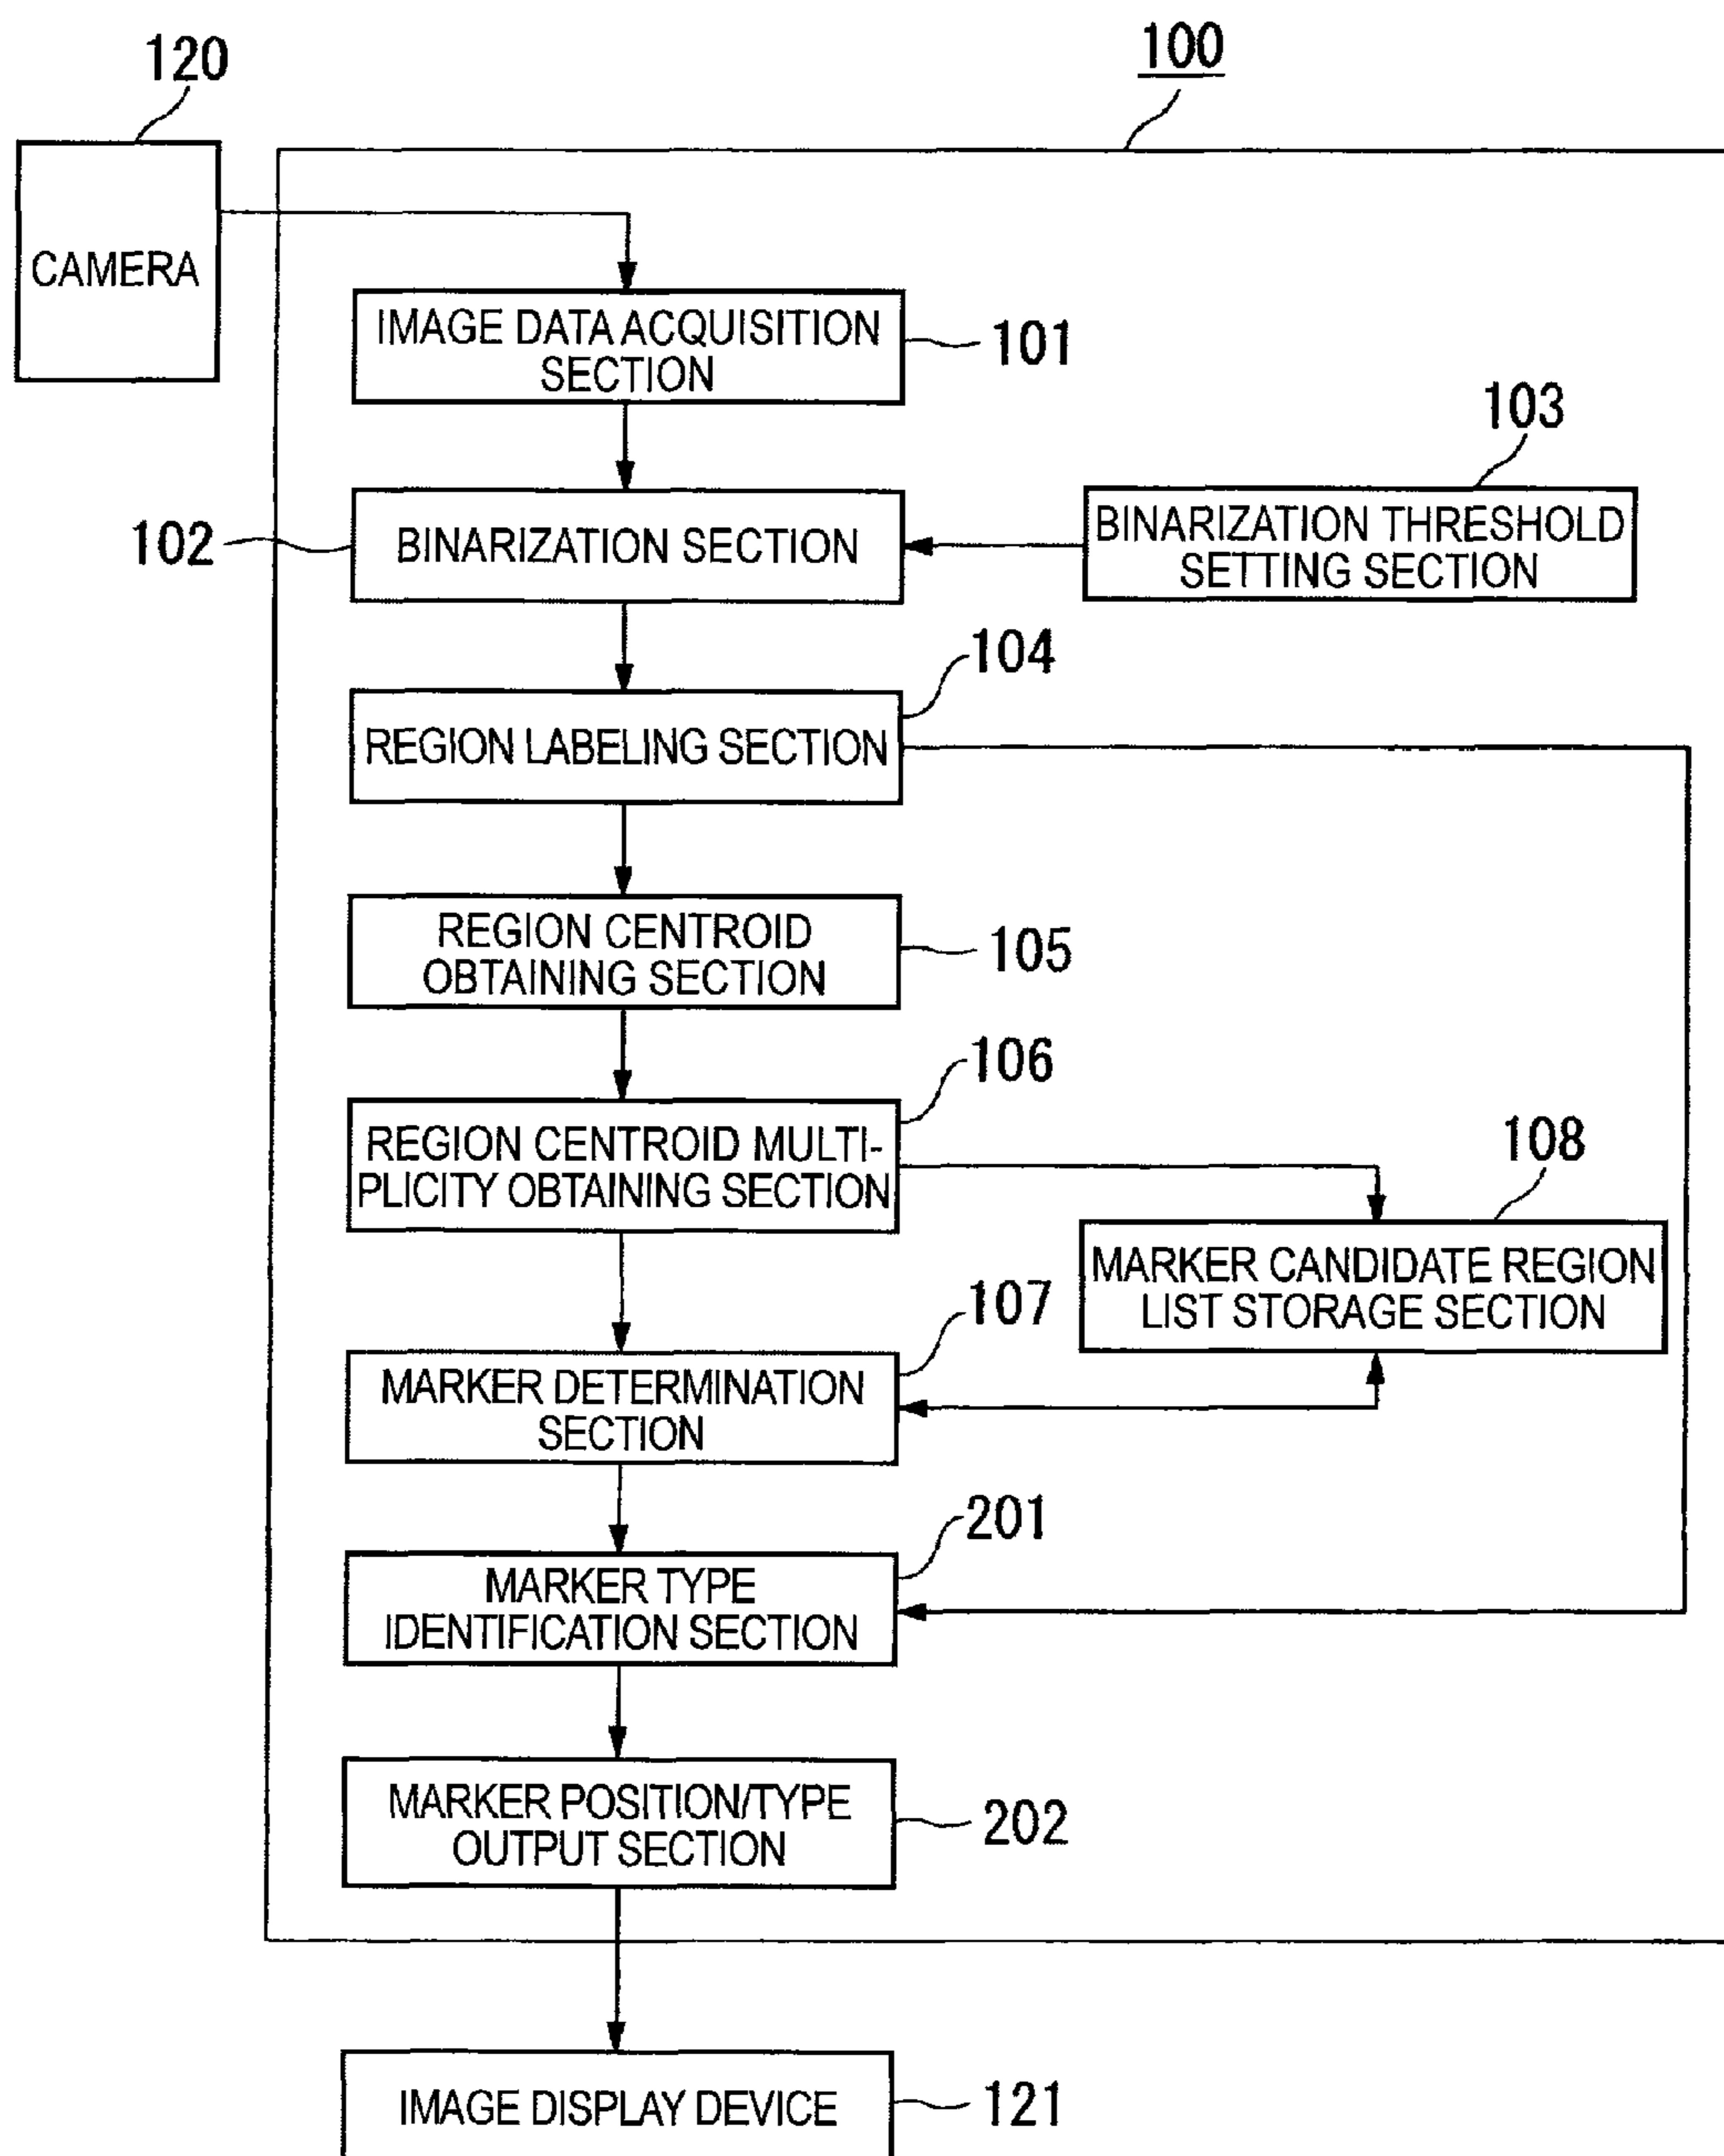 120
100
CAMERA
IMAGE DATA ACQUISITION
SECTION
101
103
102
BINARIZATION SECTION
BINARIZATION THRESHOLD
SETTING SECTION
104
REGION LABELING SECTION
REGION CENTROID
OBTAINING SECTION
105
106
REGION CENTROID MULTI-
PLICITY OBTAINING SECTION
108
MARKER CANDIDATE REGION
LIST STORAGE SECTION
107
MARKER DETERMINATION
SECTION
201
MARKER TYPE
IDENTIFICATION SECTION
MARKER POSITION/TYPE
OUTPUT SECTION
202
IMAGE DISPLAY DEVICE
121